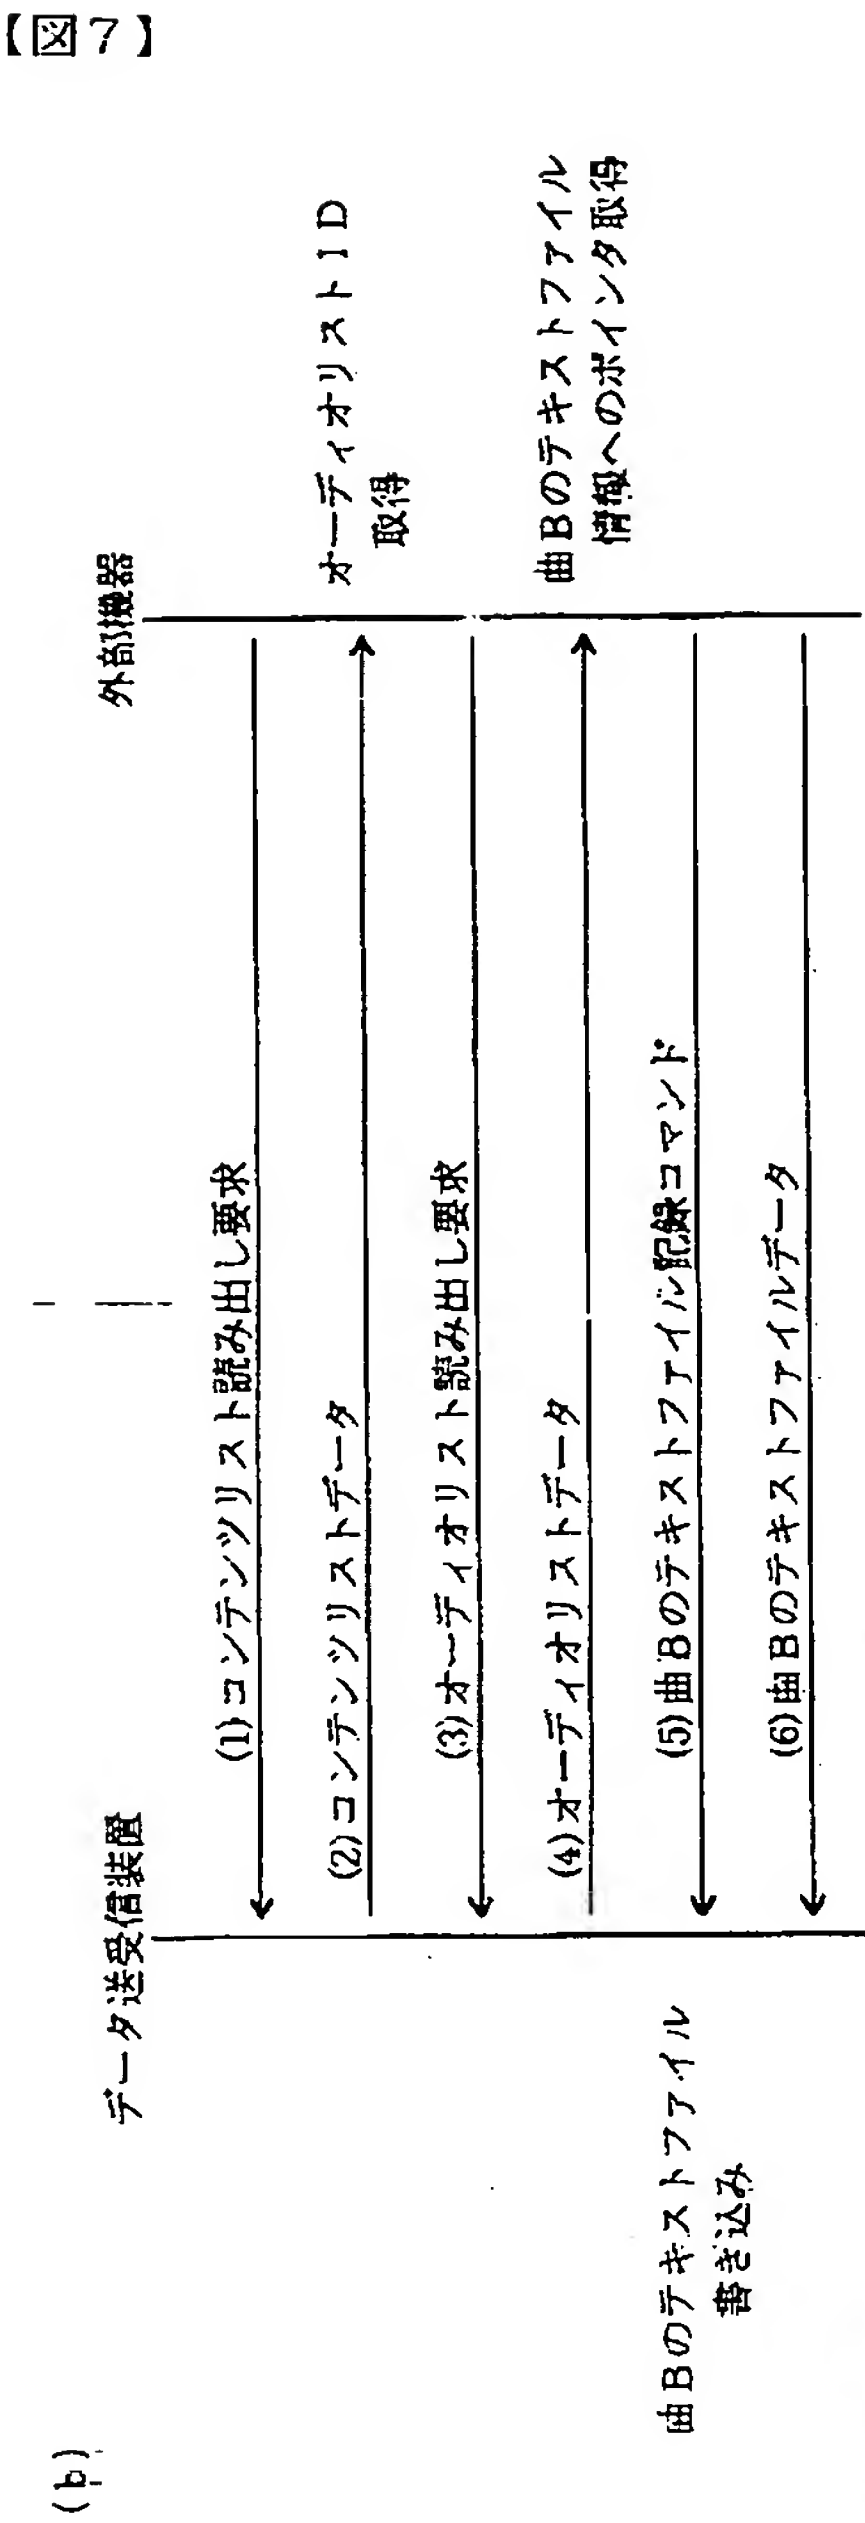 【図７】
(b)
データ送受信装置
外部機器
(1)コンテンツリスト読み出し要求
(2)コンテンツリストデータ
オーディオリストＩＤ
取得
(3)オーディオリスト読み出し要求
(4)オーディオリストデータ
曲Ｂのテキストファイル
情報へのポインタ取得
(5)曲Ｂのテキストファイル記録コマンド
曲Ｂのテキストファイル
書き込み
(6)曲Ｂのテキストファイルデータ